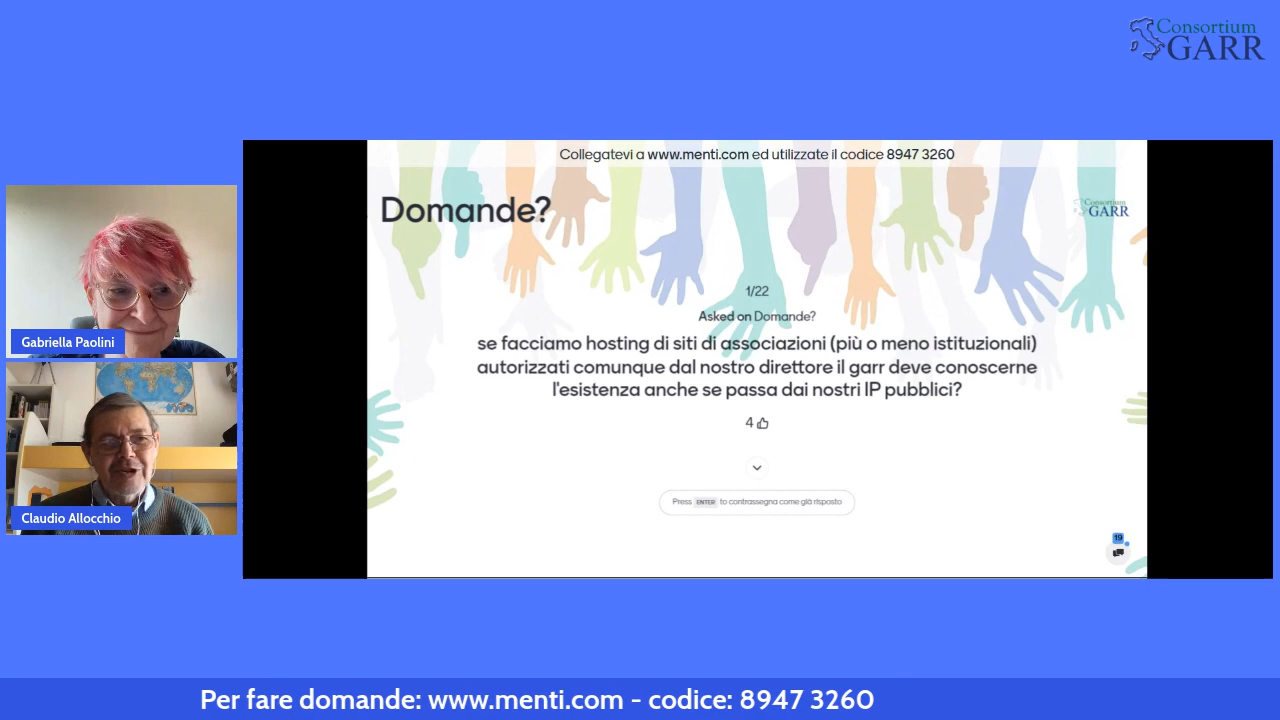 Consortium
GARR
Collegatevi a www.menti.com ed utilizzate il codice 8947 3260
Domande?
Consortium
GARR
1/22
Asked on Domande?
se facciamo hosting di siti di associazioni (più o meno istituzionali)
autorizzati comunque dal nostro direttore il garr deve conoscerne
l'esistenza anche se passa dai nostri IP pubblici?
4
Press ENTER to contrassegna come già risposto
19
Gabriella Paolini
Claudio Allocchio
Per fare domande: www.menti.com - codice: 8947 3260